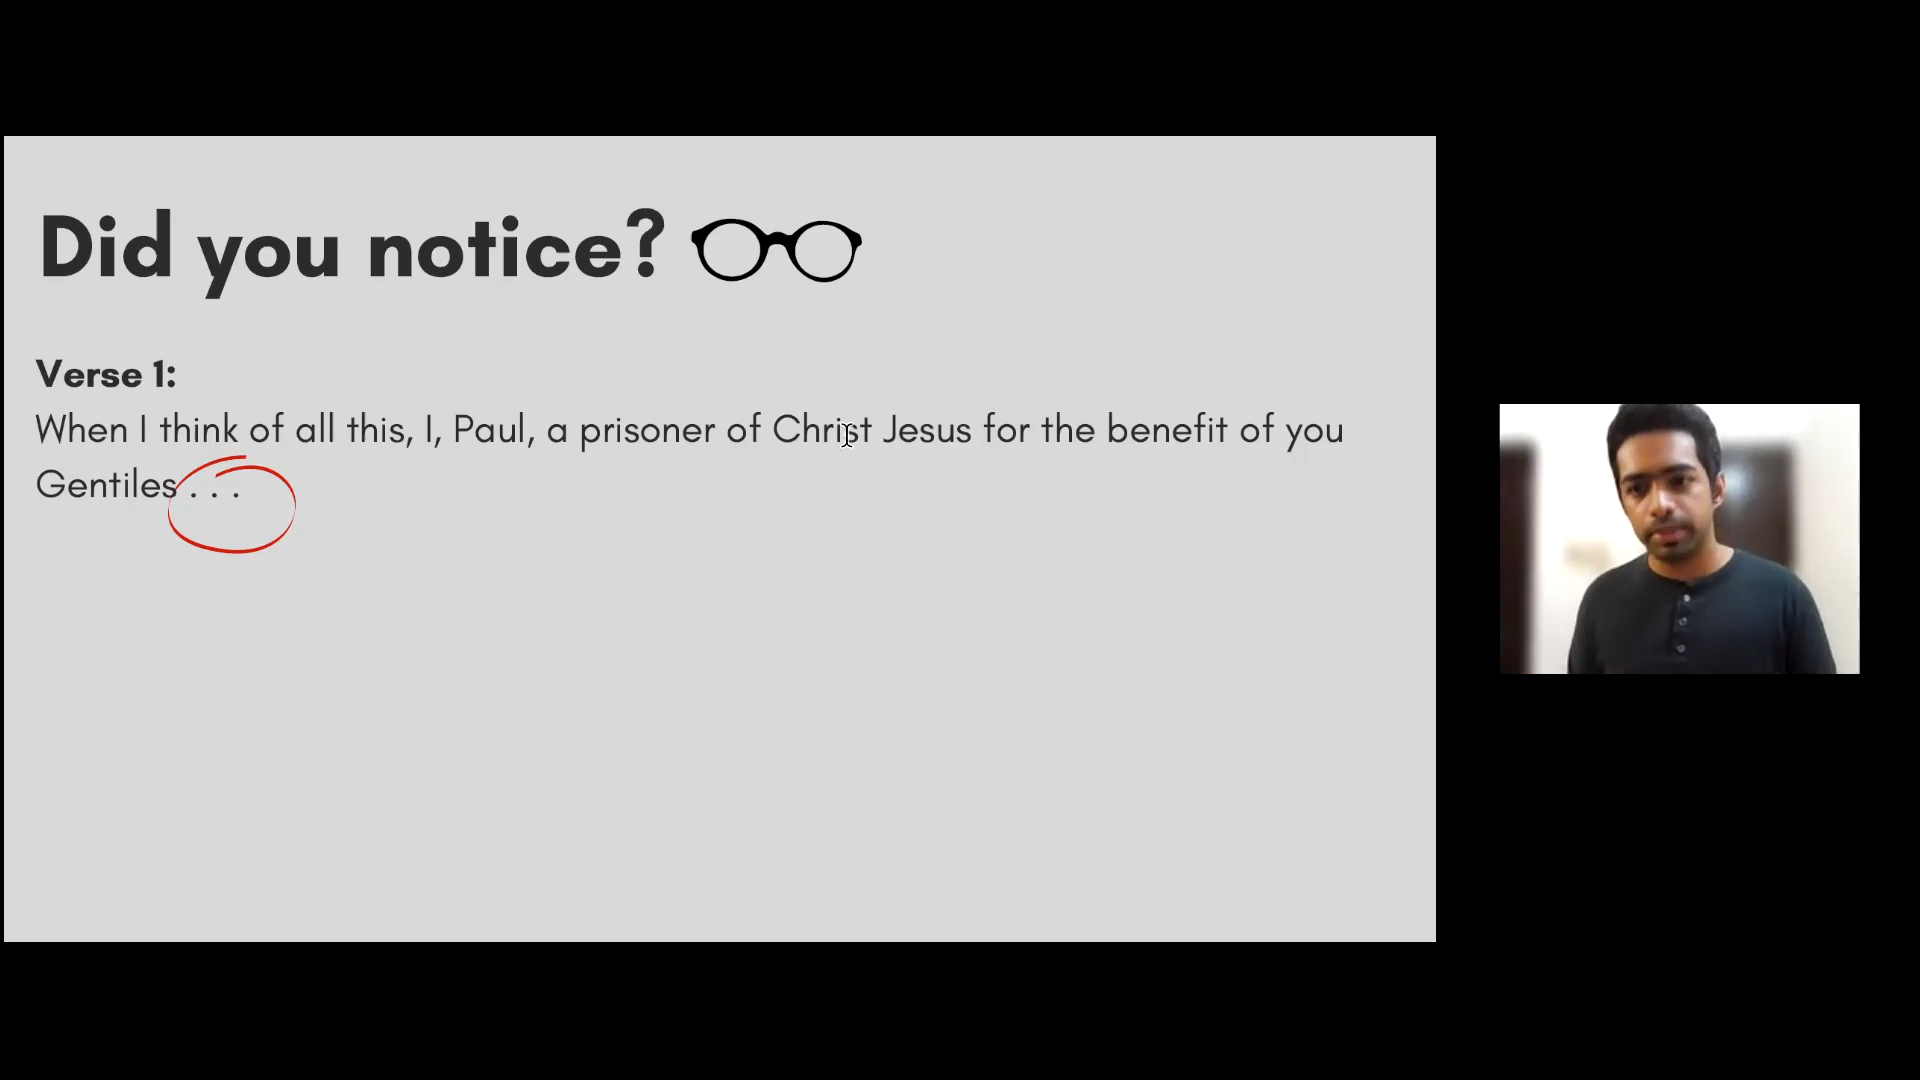 Did you notice?
Verse 1:
When I think of all this, I, Paul, a prisoner of Christ Jesus for the benefit of you
Gentiles . . .